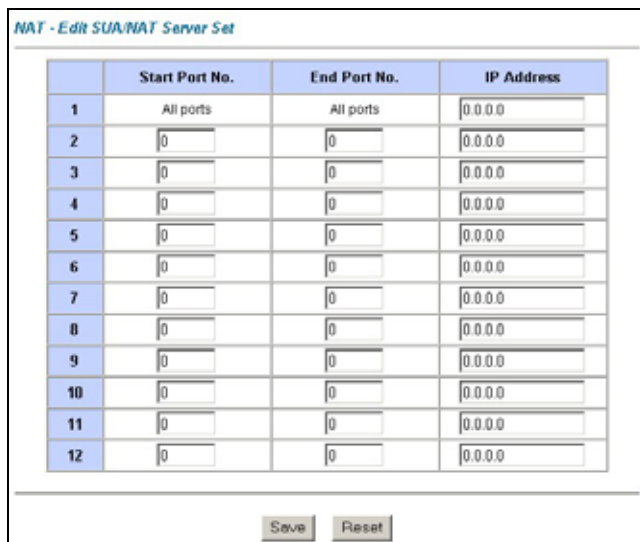 NAT - Edit SUA/NAT Server Set
Start Port No. End Port No. IP Address
1 All ports All ports 0.0.0.0
2 0 0 0.0.0.0
3 0 0 0.0.0.0
4 0 0 0.0.0.0
5 0 0 0.0.0.0
6 0 0 0.0.0.0
7 0 0 0.0.0.0
8 0 0 0.0.0.0
9 0 0 0.0.0.0
10 0 0 0.0.0.0
11 0 0 0.0.0.0
12 0 0 0.0.0.0
Save Reset